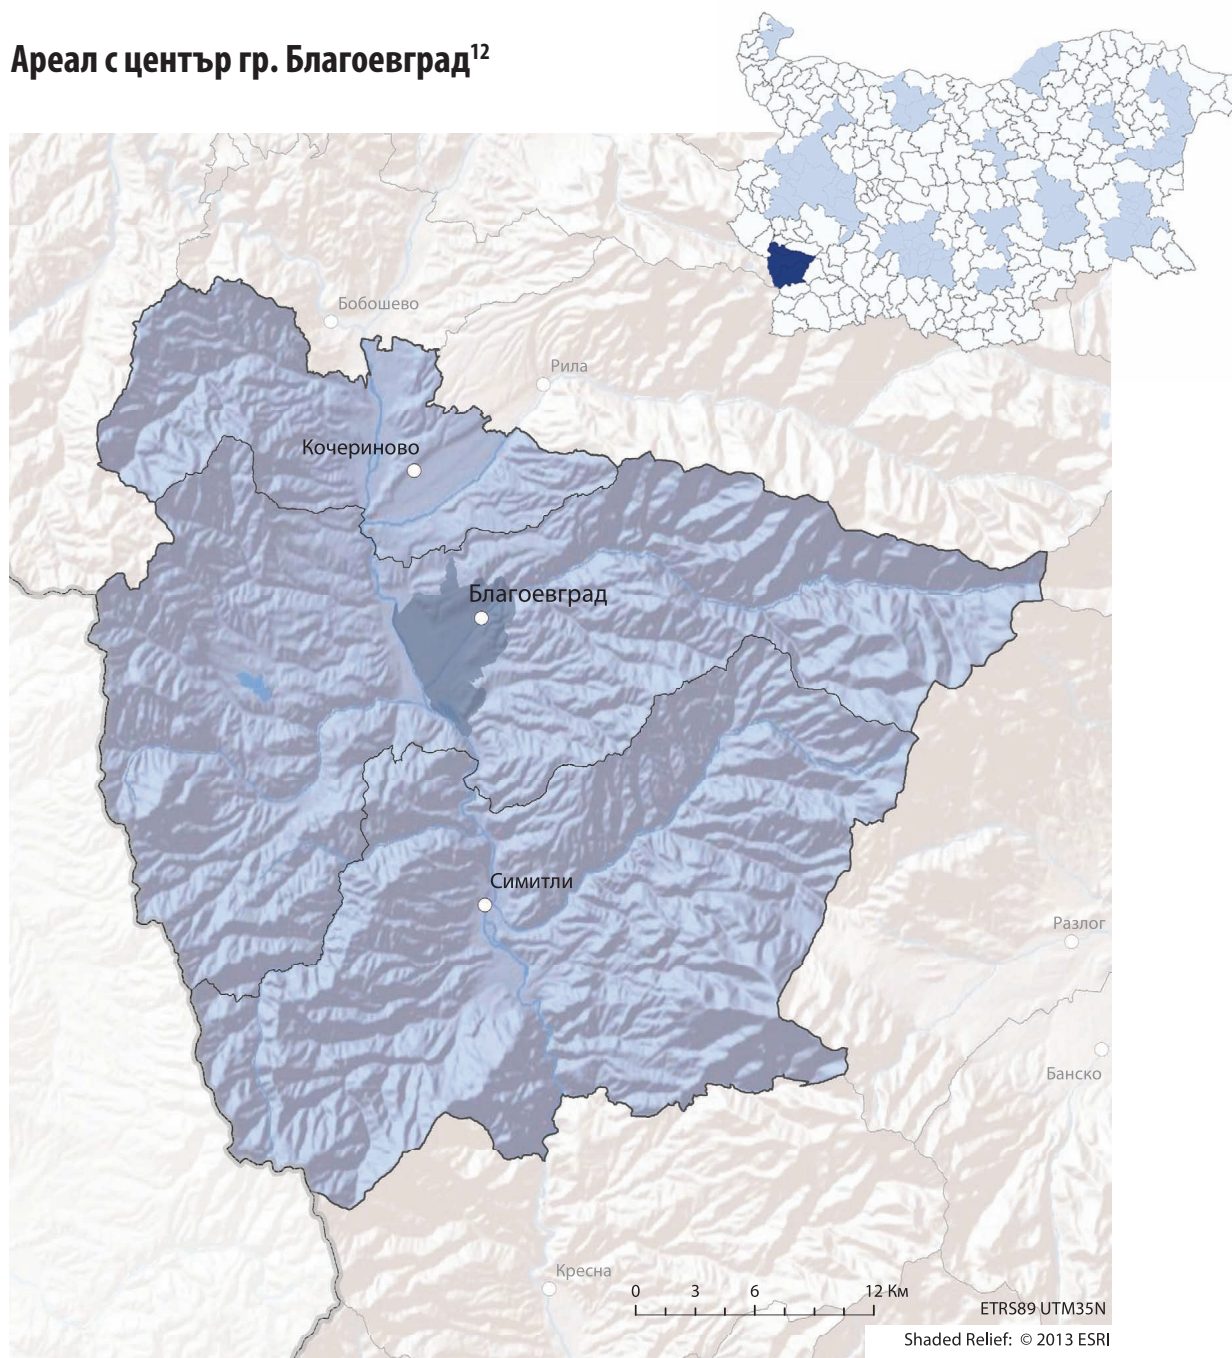 Ареал с център гр. Благоевград12
Бобошево
Рила
Кочериново
Благоевград
Симитли
Разлог
Банско
Кресна
0 3 6 12 Км
ETRS89 UTM35N
Shaded Relief: © 2013 ESRI